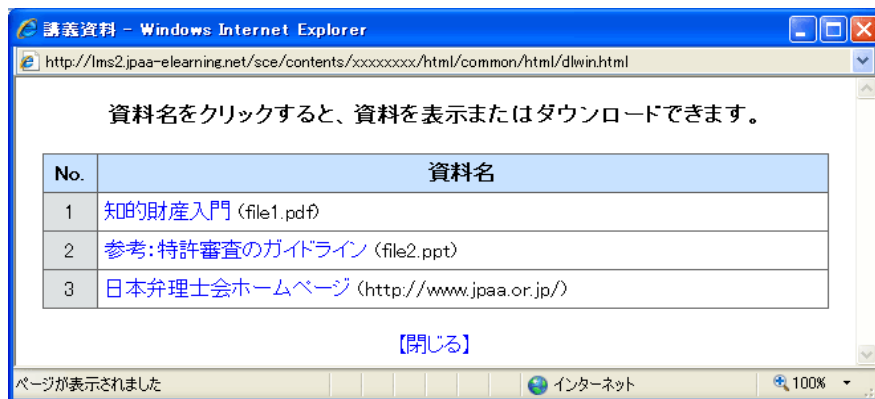 講義資料 - Windows Internet Explorer
http://lms2.jpaa-elearning.net/sce/contents/xxxxxxxx/html/common/html/dlwin.html
資料名をクリックすると、資料を表示またはダウンロードできます。
No. 資料名
1 知的財産入門 (file1.pdf)
2 参考:特許審査のガイドライン (file2.ppt)
3 日本弁理士会ホームページ (http://www.jpaa.or.jp/)
【閉じる】
ページが表示されました インターネット 100%